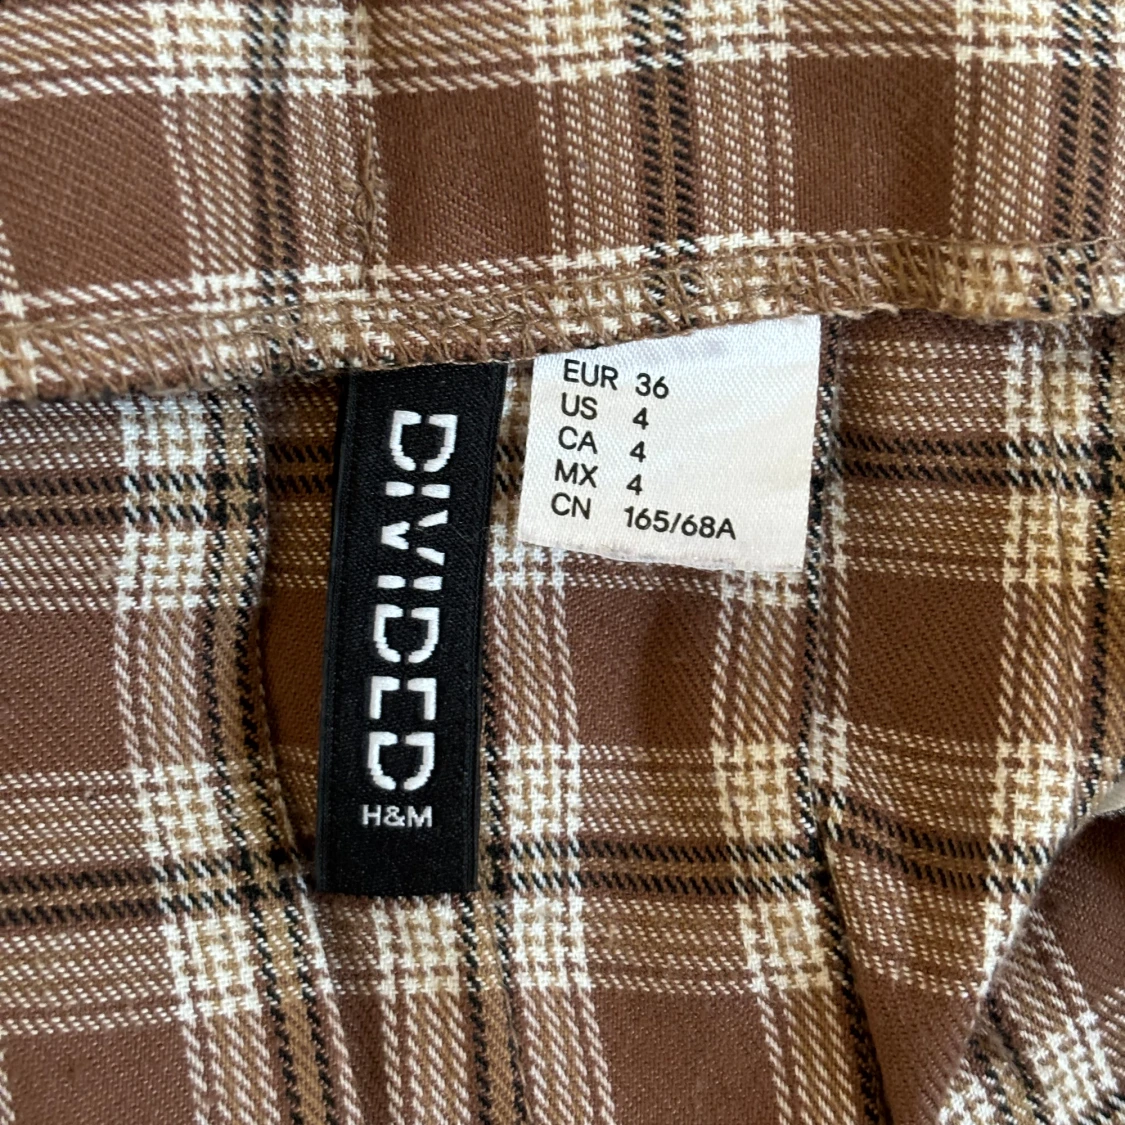 DIVIDED
H&M
EUR 36
US 4
CA 4
MX 4
CN 165/68A